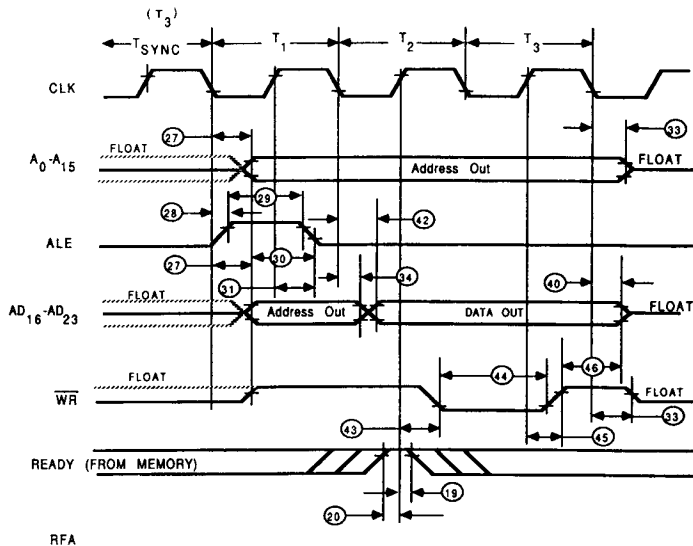 (T3)
TSYNC T1 T2 T3
CLK
27 33
FLOAT FLOAT
A0-A15 Address Out
29
28 42
ALE
27 30 34
31 40
FLOAT FLOAT
AD16-AD23 Address Out DATA OUT
44 46
FLOAT FLOAT
WR
43 45 33
READY (FROM MEMORY)
19
20
RFA